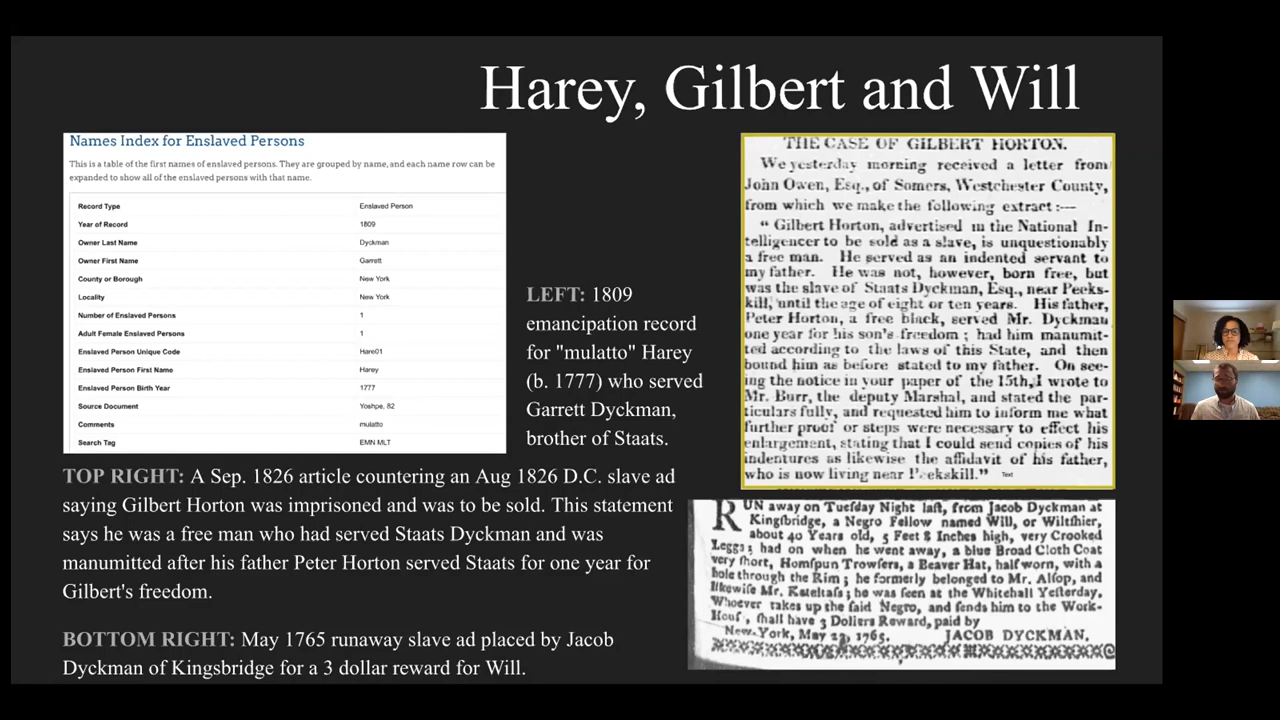 Harey, Gilbert and Will
Names Index for Enslaved Persons
This is a table of the first names of enslaved persons. They are grouped by name, and each name row can be
expanded to show all of the enslaved persons with that name.
Record Type Enslaved Person
Year of Record 1809
Owner Last Name Dyckman
Owner First Name Garrett
County or Borough New York
Locality New York
Number of Enslaved Persons 1
Adult Female Enslaved Persons 1
Enslaved Person Unique Code Hare01
Enslaved Person First Name Harey
Enslaved Person Birth Year 1777
Source Document Yoshpe, 82
Comments mulatto
Search Tag EMN MLT
LEFT: 1809
emancipation record
for "mulatto" Harey
(b. 1777) who served
Garrett Dyckman,
brother of Staats.
THE CASE OF GILBERT HORTON.
We yesterday morning received a letter from
John Owen, Esq., of Somers, Westchester County,
from which we make the following extract :—
" Gilbert Horton, advertised in the National In-
telligencer to be sold as a slave, is unquestionably
a free man. He served as an indented servant to
my father. He was not, however, born free, but
was the slave of Staats Dyckman, Esq., near Peeks-
kill, until the age of eight or ten years. His father,
Peter Horton, a free black, served Mr. Dyckman
one year for his son's freedom ; had him manumit-
ted according to the laws of this State, and then
bound him as before stated to my father. On see-
ing the notice in your paper of the 15th, I wrote to
Mr. Burr, the deputy Marshal, and stated the par-
ticulars fully, and requested him to inform me what
further proof or steps were necessary to effect his
enlargement, stating that I could send copies of his
indentures as likewise the affidavit of his father,
who is now living near Peekskill." Text
TOP RIGHT: A Sep. 1826 article countering an Aug 1826 D.C. slave ad
saying Gilbert Horton was imprisoned and was to be sold. This statement
says he was a free man who had served Staats Dyckman and was
manumitted after his father Peter Horton served Staats for one year for
Gilbert's freedom.
BOTTOM RIGHT: May 1765 runaway slave ad placed by Jacob
Dyckman of Kingsbridge for a 3 dollar reward for Will.
RUN away on Tuesday Night last, from Jacob Dyckman at
Kingsbridge, a Negro Fellow named Will, or Wiltshier,
about 40 Years old, 5 Feet 8 Inches high, very Crooked
Leggs; had on when he went away, a blue Broad Cloth Coat
very short, Homspun Trowsers, a Beaver Hat, half worn, with a
hole through the Rim; he formerly belonged to Mr. Alsop, and
likewise Mr. Kateltass; he was seen at the Whitehall Yesterday.
Whoever takes up the said Negro, and sends him to the Work-
House, shall have 3 Dollers Reward, paid by
New-York, May 23, 1765. JACOB DYCKMAN.